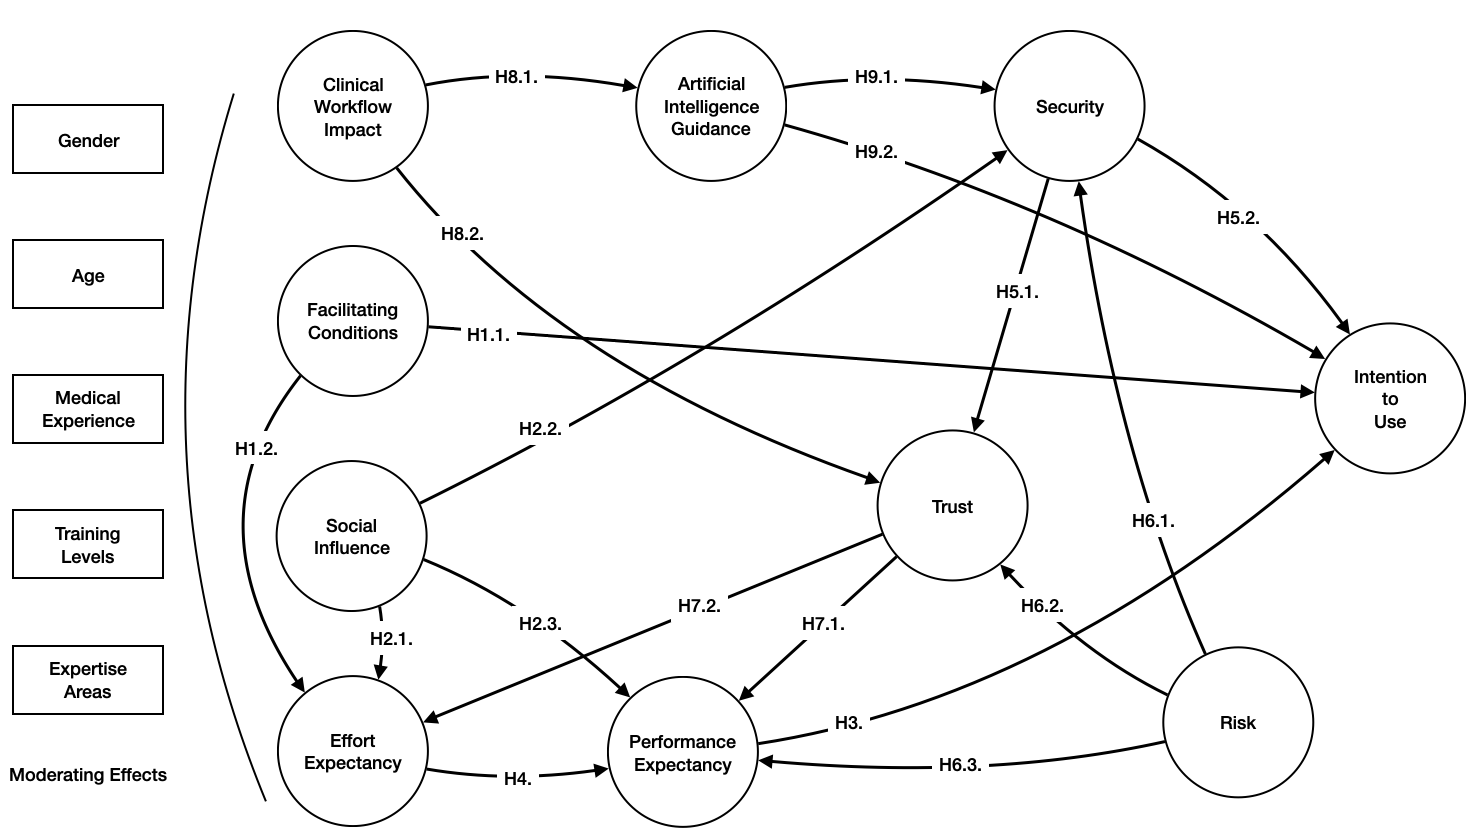 Gender
Age
Medical
Experience
Training
Levels
Expertise
Areas
Moderating Effects
Clinical
Workflow
Impact
H8.1.
Artificial
Intelligence
Guidance
H9.1.
Security
H9.2.
H5.2.
H8.2.
Facilitating
Conditions
H1.1.
H5.1.
Intention
to
Use
H1.2.
H2.2.
Social
Influence
Trust
H6.1.
H2.1.
H2.3.
H7.2.
H7.1.
H6.2.
Effort
Expectancy
H4.
Performance
Expectancy
H3.
H6.3.
Risk